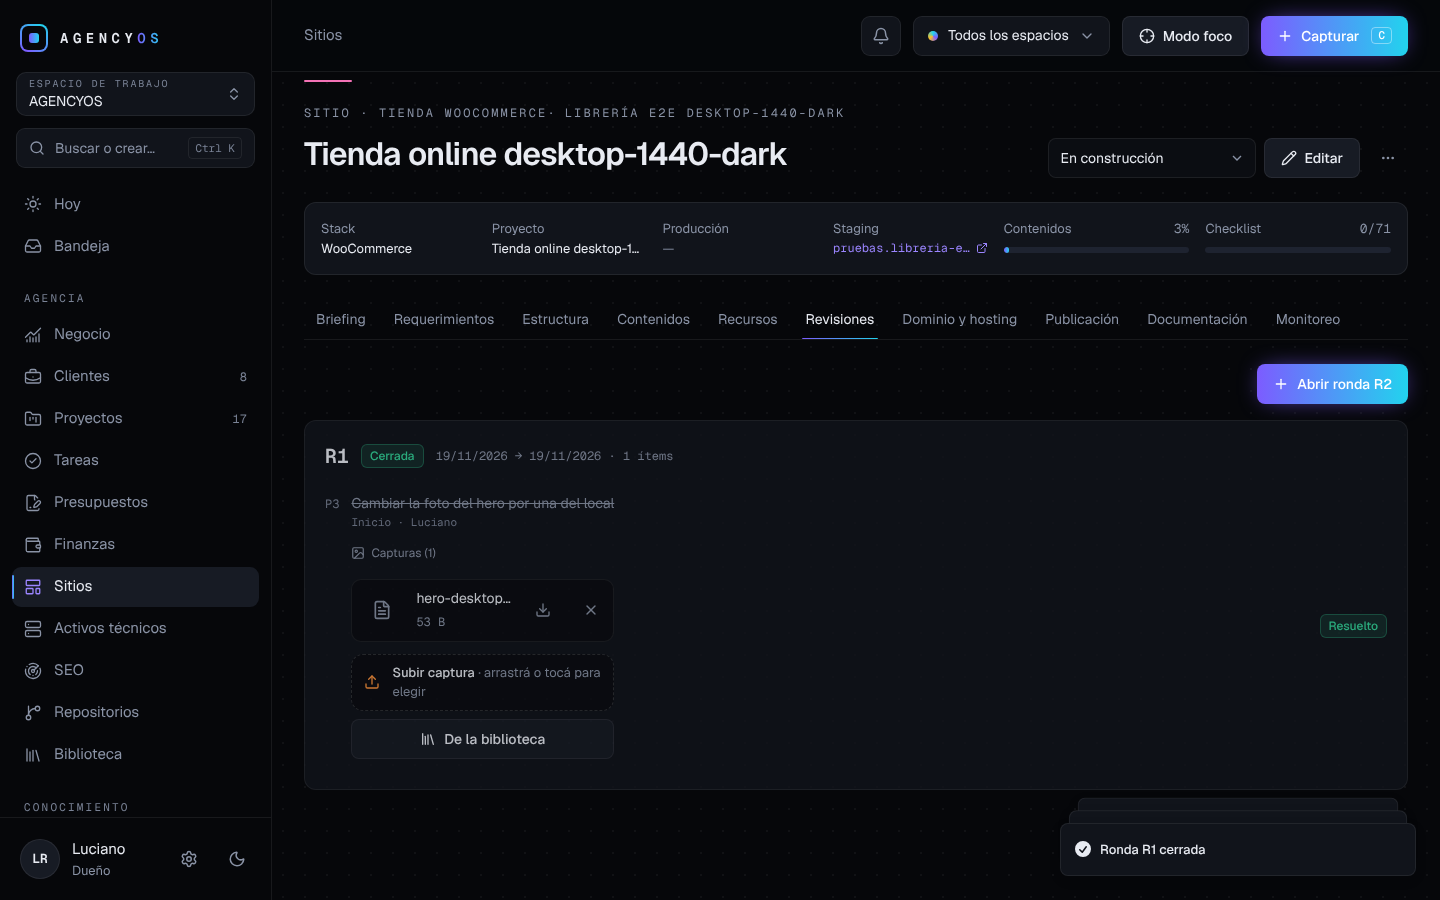 AGENCYOS
ESPACIO DE TRABAJO
AGENCYOS
Buscar o crear... Ctrl K
Hoy
Bandeja
AGENCIA
Negocio
Clientes 8
Proyectos 17
Tareas
Presupuestos
Finanzas
Sitios
Activos técnicos
SEO
Repositorios
Biblioteca
CONOCIMIENTO
LR Luciano
Dueño
Sitios
Todos los espacios
Modo foco
Capturar C
SITIO · TIENDA WOOCOMMERCE· LIBRERÍA E2E DESKTOP-1440-DARK
Tienda online desktop-1440-dark
En construcción
Editar
Stack
WooCommerce
Proyecto
Tienda online desktop-1...
Producción
—
Staging
pruebas.libreria-e...
Contenidos 3%
Checklist 0/71
Briefing Requerimientos Estructura Contenidos Recursos Revisiones Dominio y hosting Publicación Documentación Monitoreo
Abrir ronda R2
R1 Cerrada 19/11/2026 → 19/11/2026 · 1 items
P3 Cambiar la foto del hero por una del local
Inicio · Luciano
Capturas (1)
hero-desktop...
53 B
Resuelto
Subir captura · arrastrá o tocá para
elegir
De la biblioteca
Ronda R1 cerrada